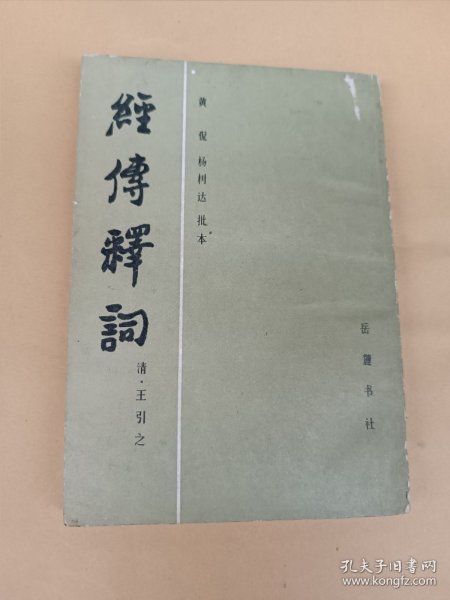 經傳釋詞
清·王引之
黄侃 杨树达 批本
岳麓书社
孔夫子旧书网
www.kongfz.com